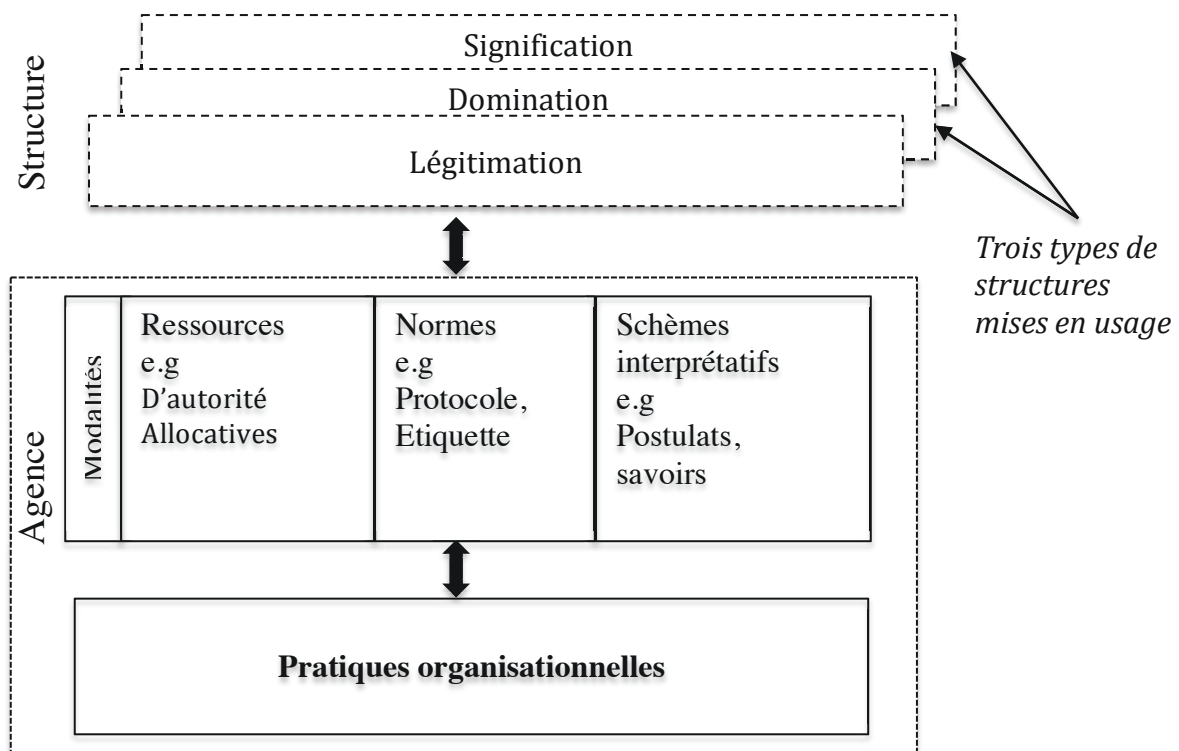 Structure
Signification
Domination
Légitimation
Trois types de
structures
mises en usage
Agence
Modalités
Ressources
e.g
D'autorité
Allocatives
Normes
e.g
Protocole,
Etiquette
Schèmes
interprétatifs
e.g
Postulats,
savoirs
Pratiques organisationnelles